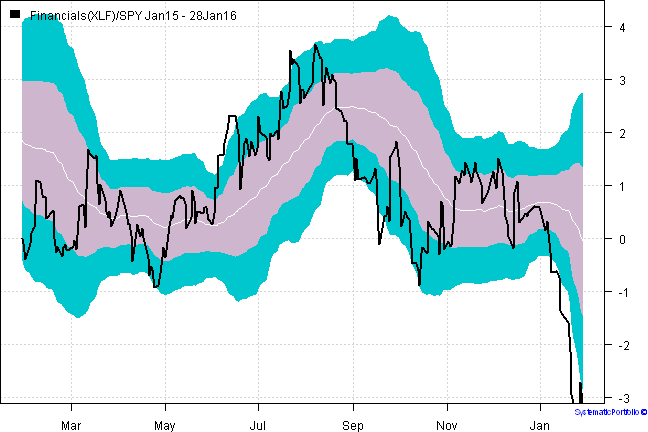 Financials(XLF)/SPY Jan15 - 28Jan16
4
3
2
1
0
-1
-2
-3
Mar May Jul Sep Nov Jan
SystematicPortfolio ©